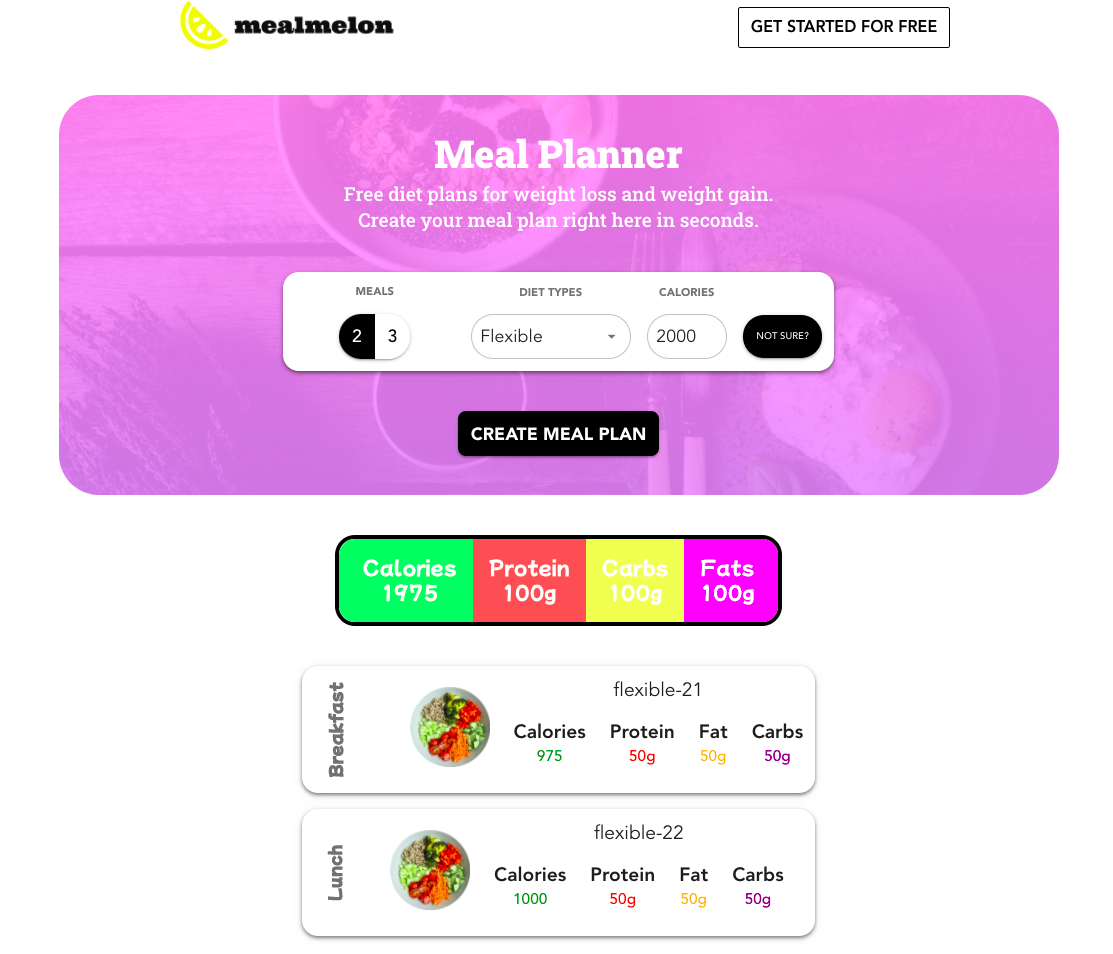 mealmelon
GET STARTED FOR FREE
Meal Planner
Free diet plans for weight loss and weight gain.
Create your meal plan right here in seconds.
MEALS
DIET TYPES
CALORIES
2 3
Flexible
2000
NOT SURE?
CREATE MEAL PLAN
Calories Protein Carbs Fats
1975 100g 100g 100g
Breakfast
flexible-21
Calories Protein Fat Carbs
975 50g 50g 50g
Lunch
flexible-22
Calories Protein Fat Carbs
1000 50g 50g 50g